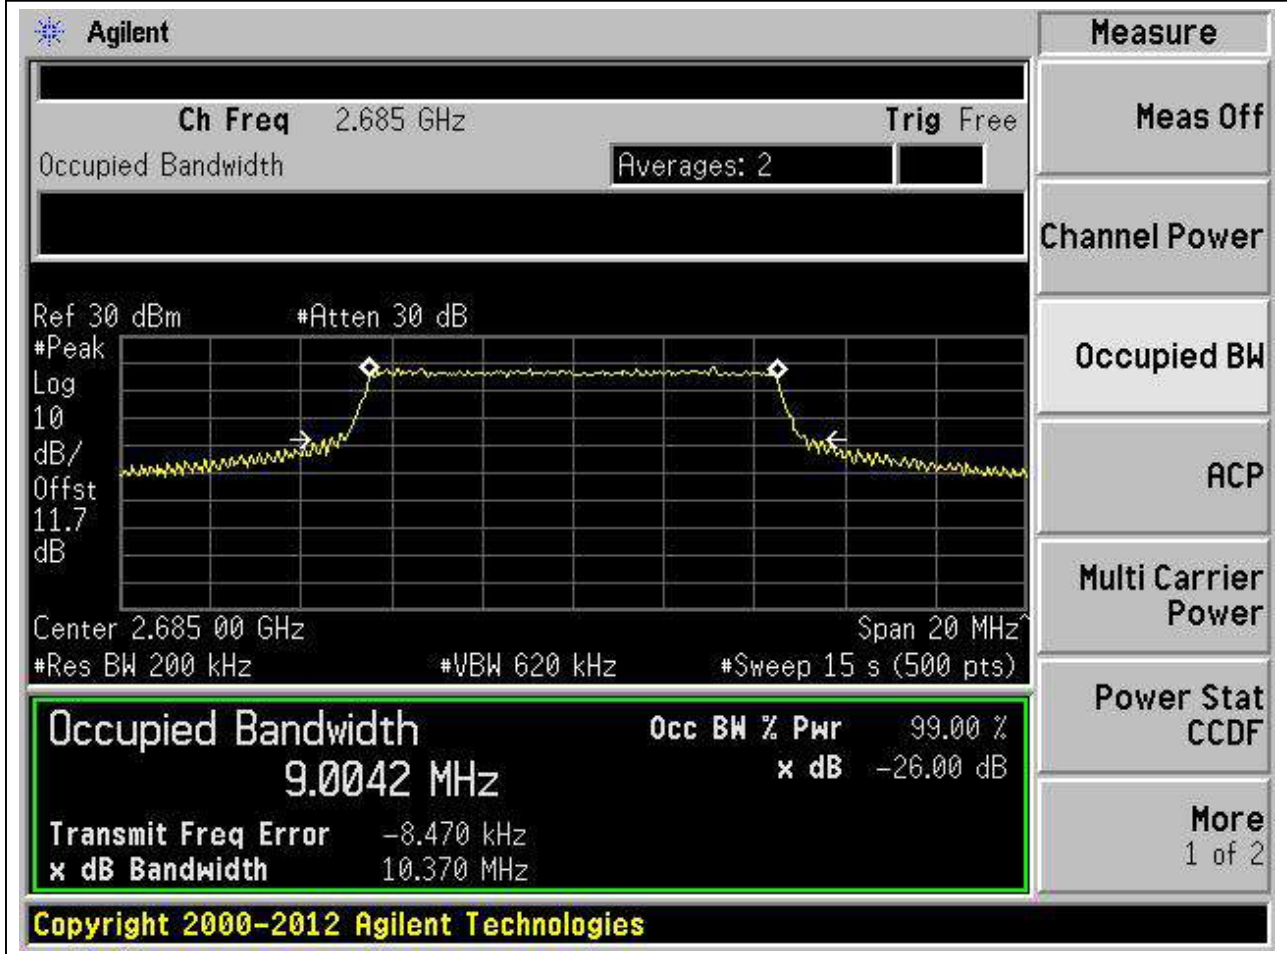 Agilent
Measure
Ch Freq 2.685 GHz Trig Free
Meas Off
Occupied Bandwidth Averages: 2
Channel Power
Ref 30 dBm #Atten 30 dB
#Peak
Log
10
dB/
Offst
11.7
dB
Occupied BW
ACP
Center 2.685 00 GHz Span 20 MHz^
#Res BW 200 kHz #VBW 620 kHz #Sweep 15 s (500 pts)
Multi Carrier
Power
Occupied Bandwidth Occ BW % Pwr 99.00 %
9.0042 MHz x dB -26.00 dB
Transmit Freq Error -8.470 kHz
x dB Bandwidth 10.370 MHz
Power Stat
CCDF
More
1 of 2
Copyright 2000-2012 Agilent Technologies